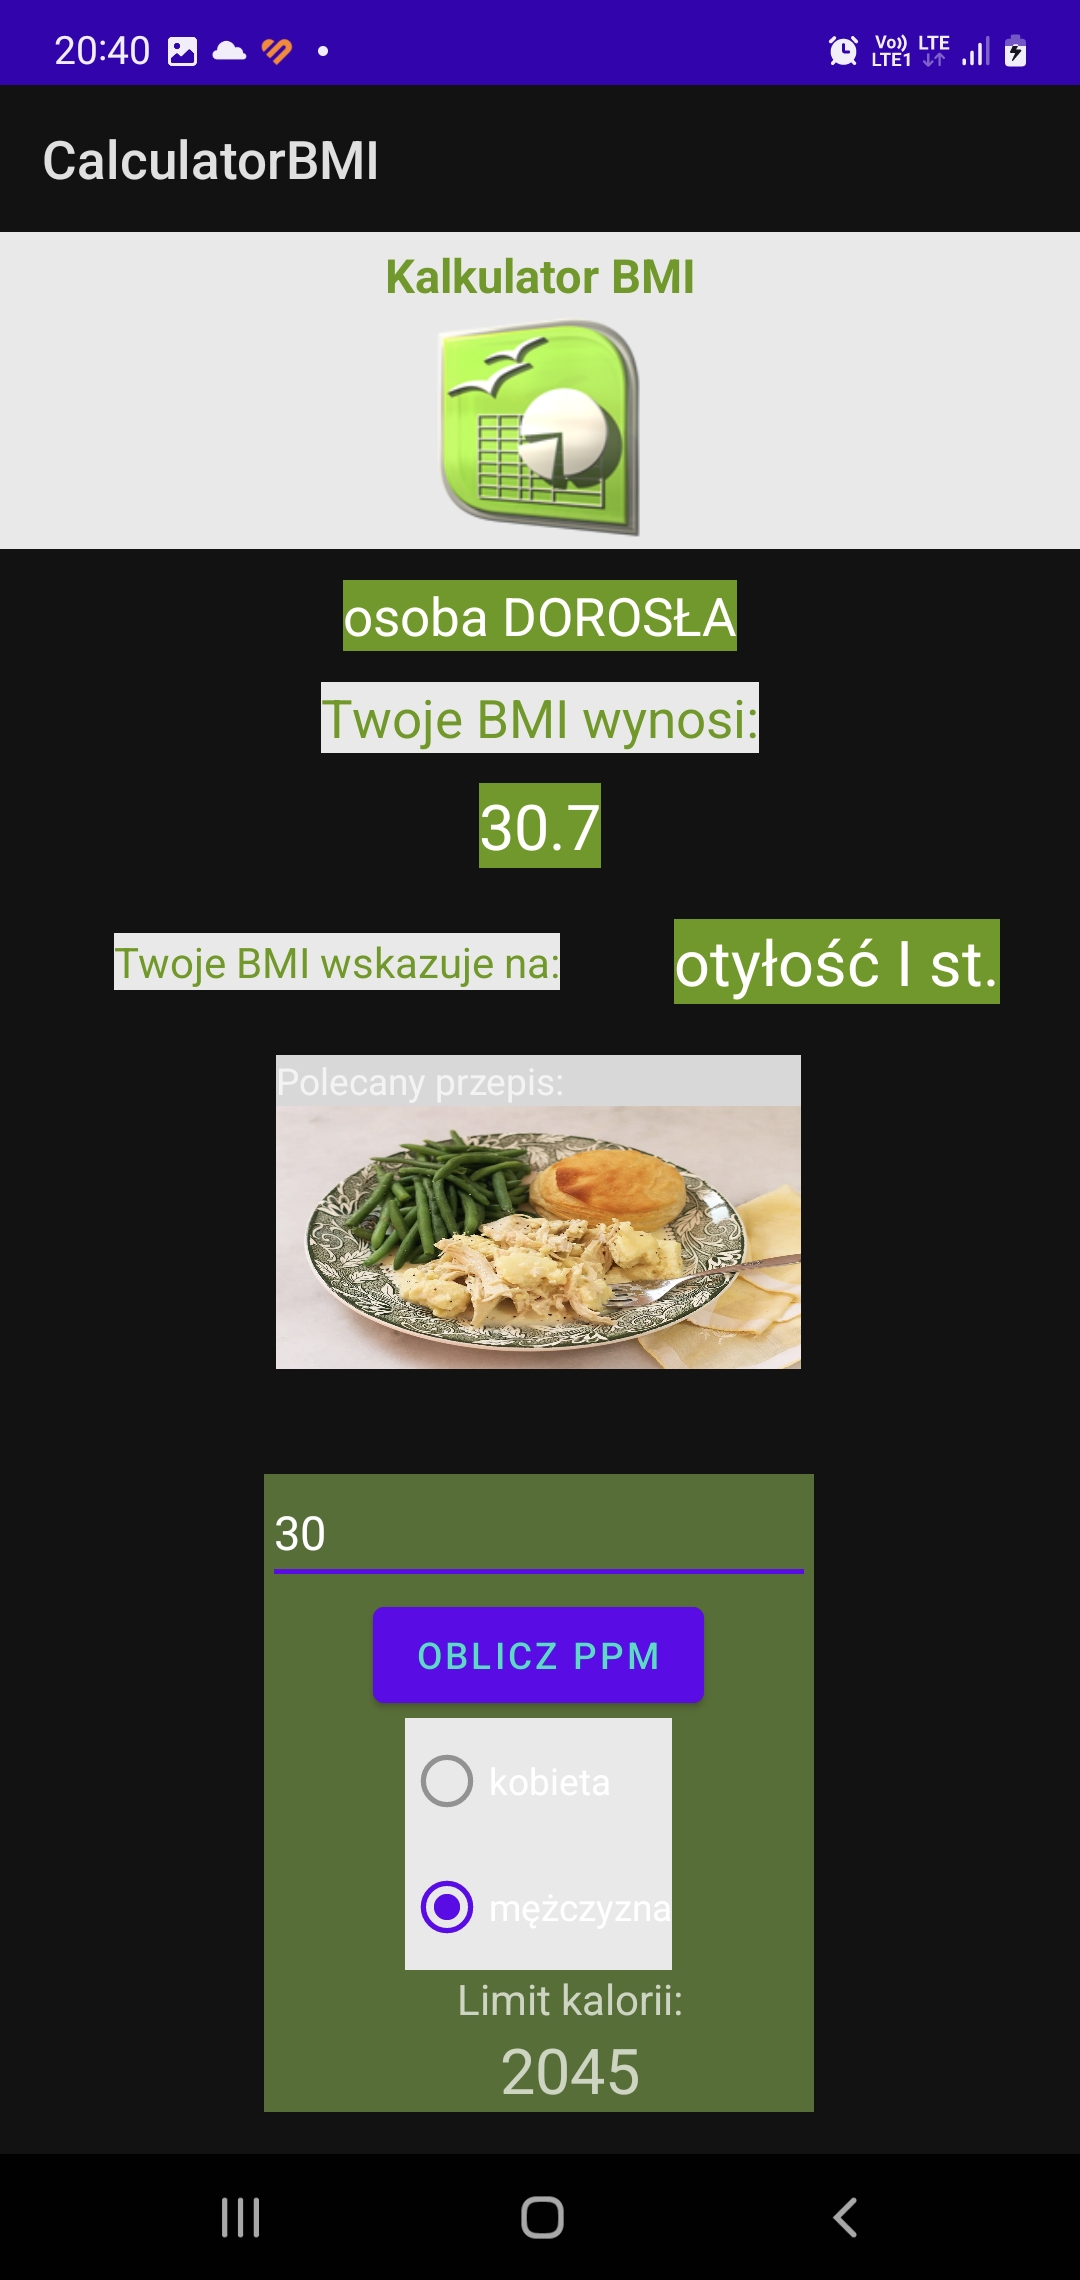 20:40 Vo)) LTE1 LTE
CalculatorBMI
Kalkulator BMI
osoba DOROSŁA
Twoje BMI wynosi:
30.7
Twoje BMI wskazuje na: otyłość I st.
Polecany przepis:
30
OBLICZ PPM
kobieta
mężczyzna
Limit kalorii:
2045